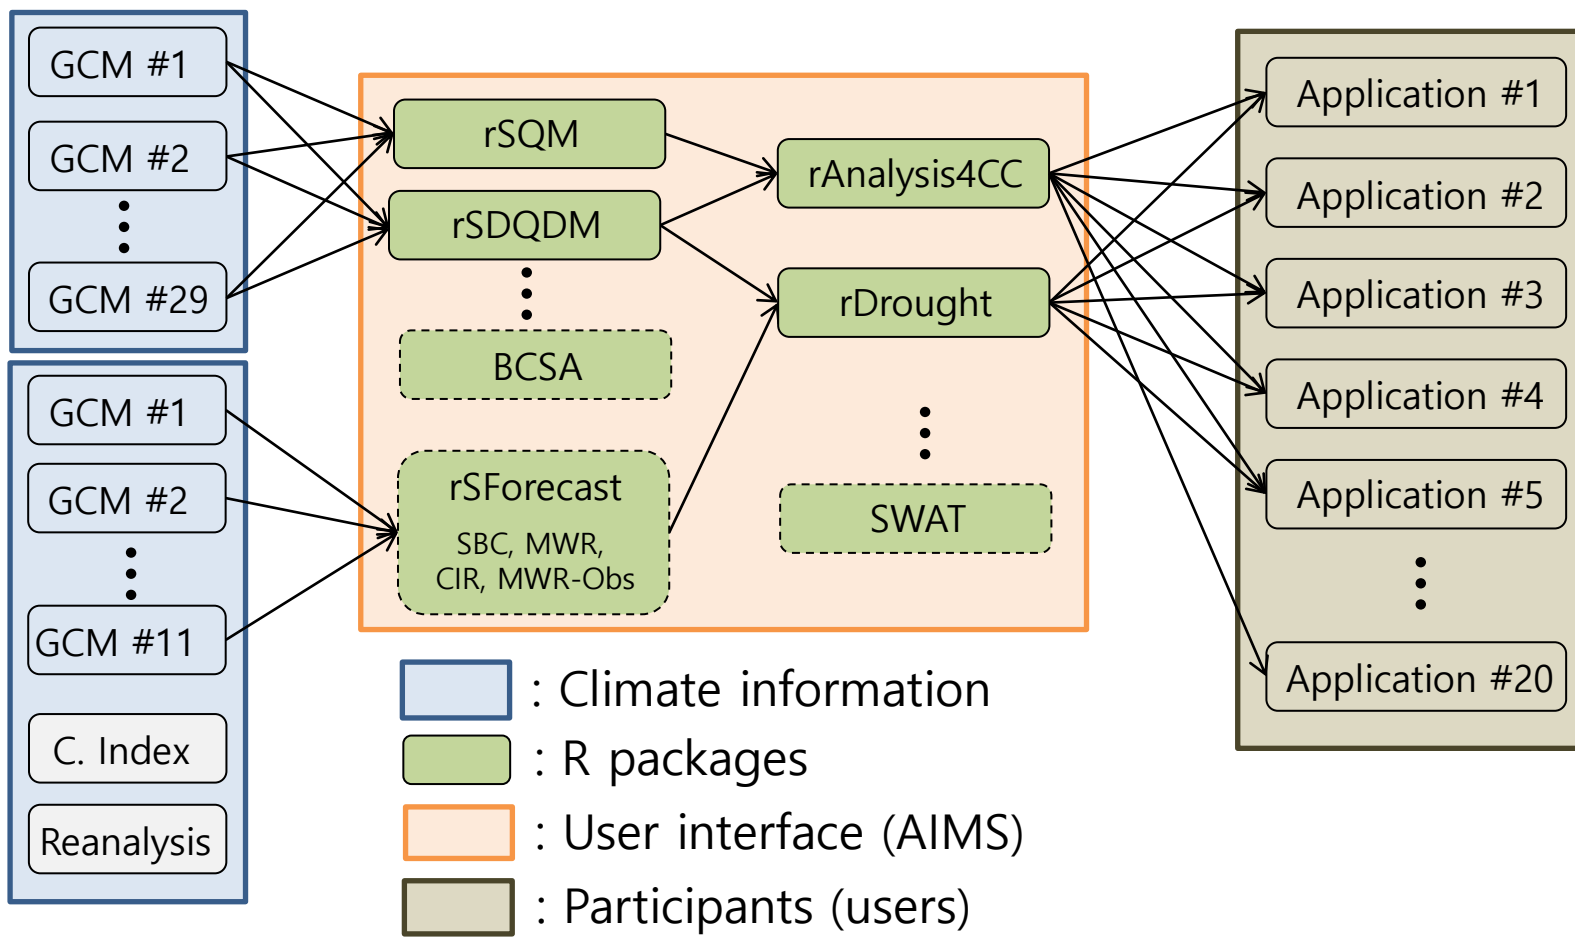 GCM #1
GCM #2
GCM #29
GCM #1
GCM #2
GCM #11
C. Index
Reanalysis
rSQM
rSDQDM
BCSA
rSForecast
SBC, MWR,
CIR, MWR-Obs
rAnalysis4CC
rDrought
SWAT
Application #1
Application #2
Application #3
Application #4
Application #5
Application #20
: Climate information
: R packages
: User interface (AIMS)
: Participants (users)